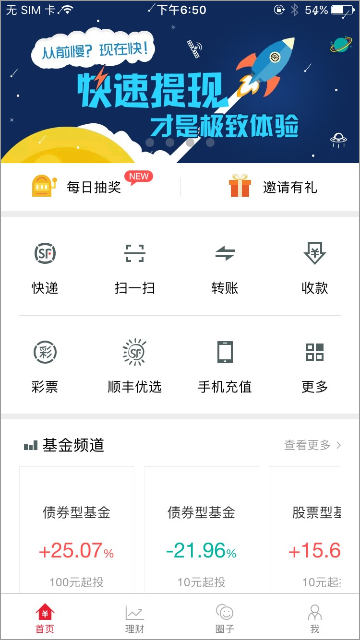 无 SIM 卡
下午6:50
54%
从前慢？现在快！
快速提现
才是极致体验
每日抽奖
NEW
邀请有礼
SF
快递
扫一扫
转账
¥
收款
彩
彩票
SF
顺丰优选
手机充值
更多
基金频道
查看更多
债券型基金
+25.07%
100元起投
债券型基金
-21.96%
10元起投
股票型基
+15.6
10元起
¥
首页
理财
圈子
我